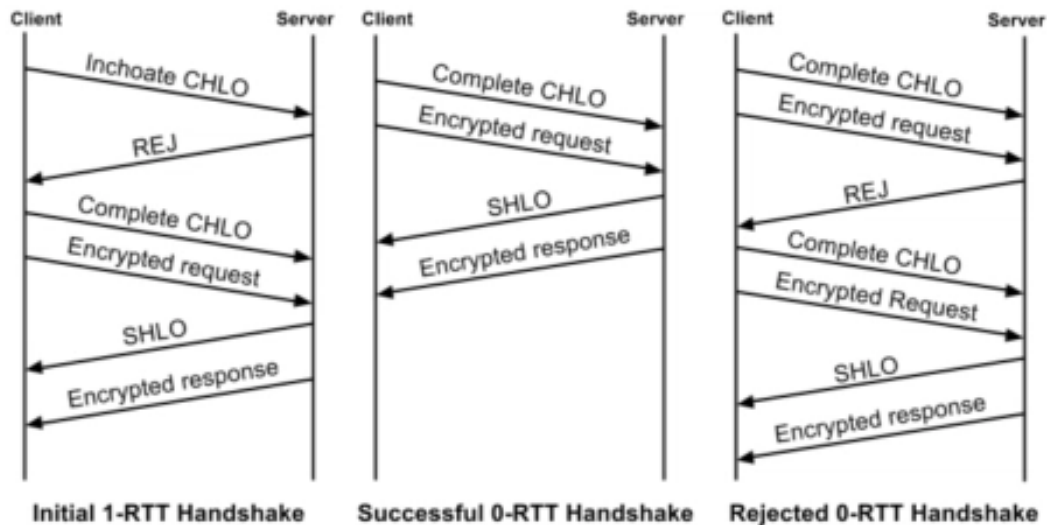 Client Server
Inchoate CHLO
REJ
Complete CHLO
Encrypted request
SHLO
Encrypted response
Initial 1-RTT Handshake
Client Server
Complete CHLO
Encrypted request
SHLO
Encrypted response
Successful 0-RTT Handshake
Client Server
Complete CHLO
Encrypted request
REJ
Complete CHLO
Encrypted Request
SHLO
Encrypted response
Rejected 0-RTT Handshake